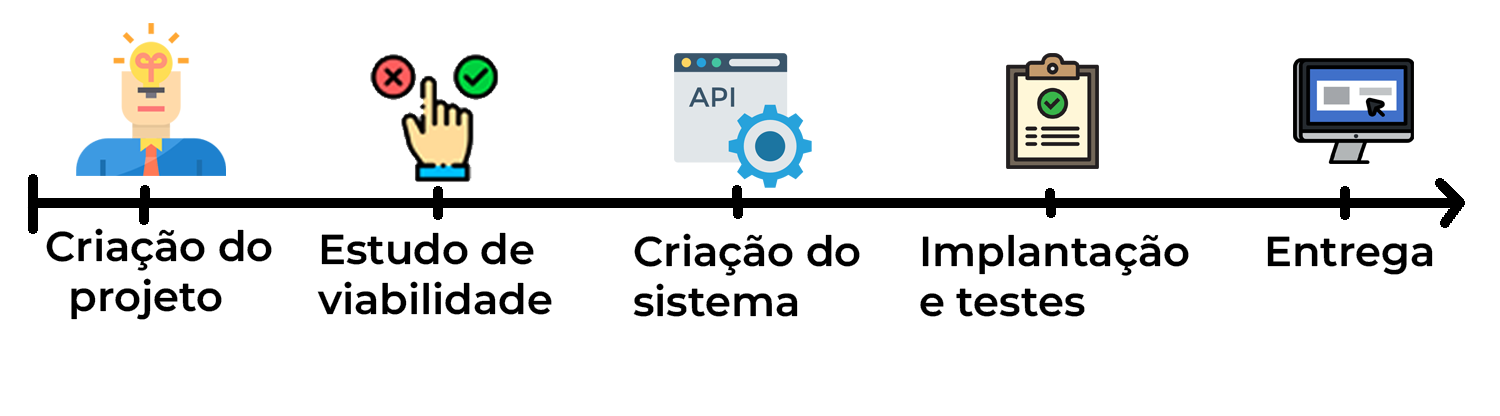 API
Criação do
projeto
Estudo de
viabilidade
Criação do
sistema
Implantação
e testes
Entrega